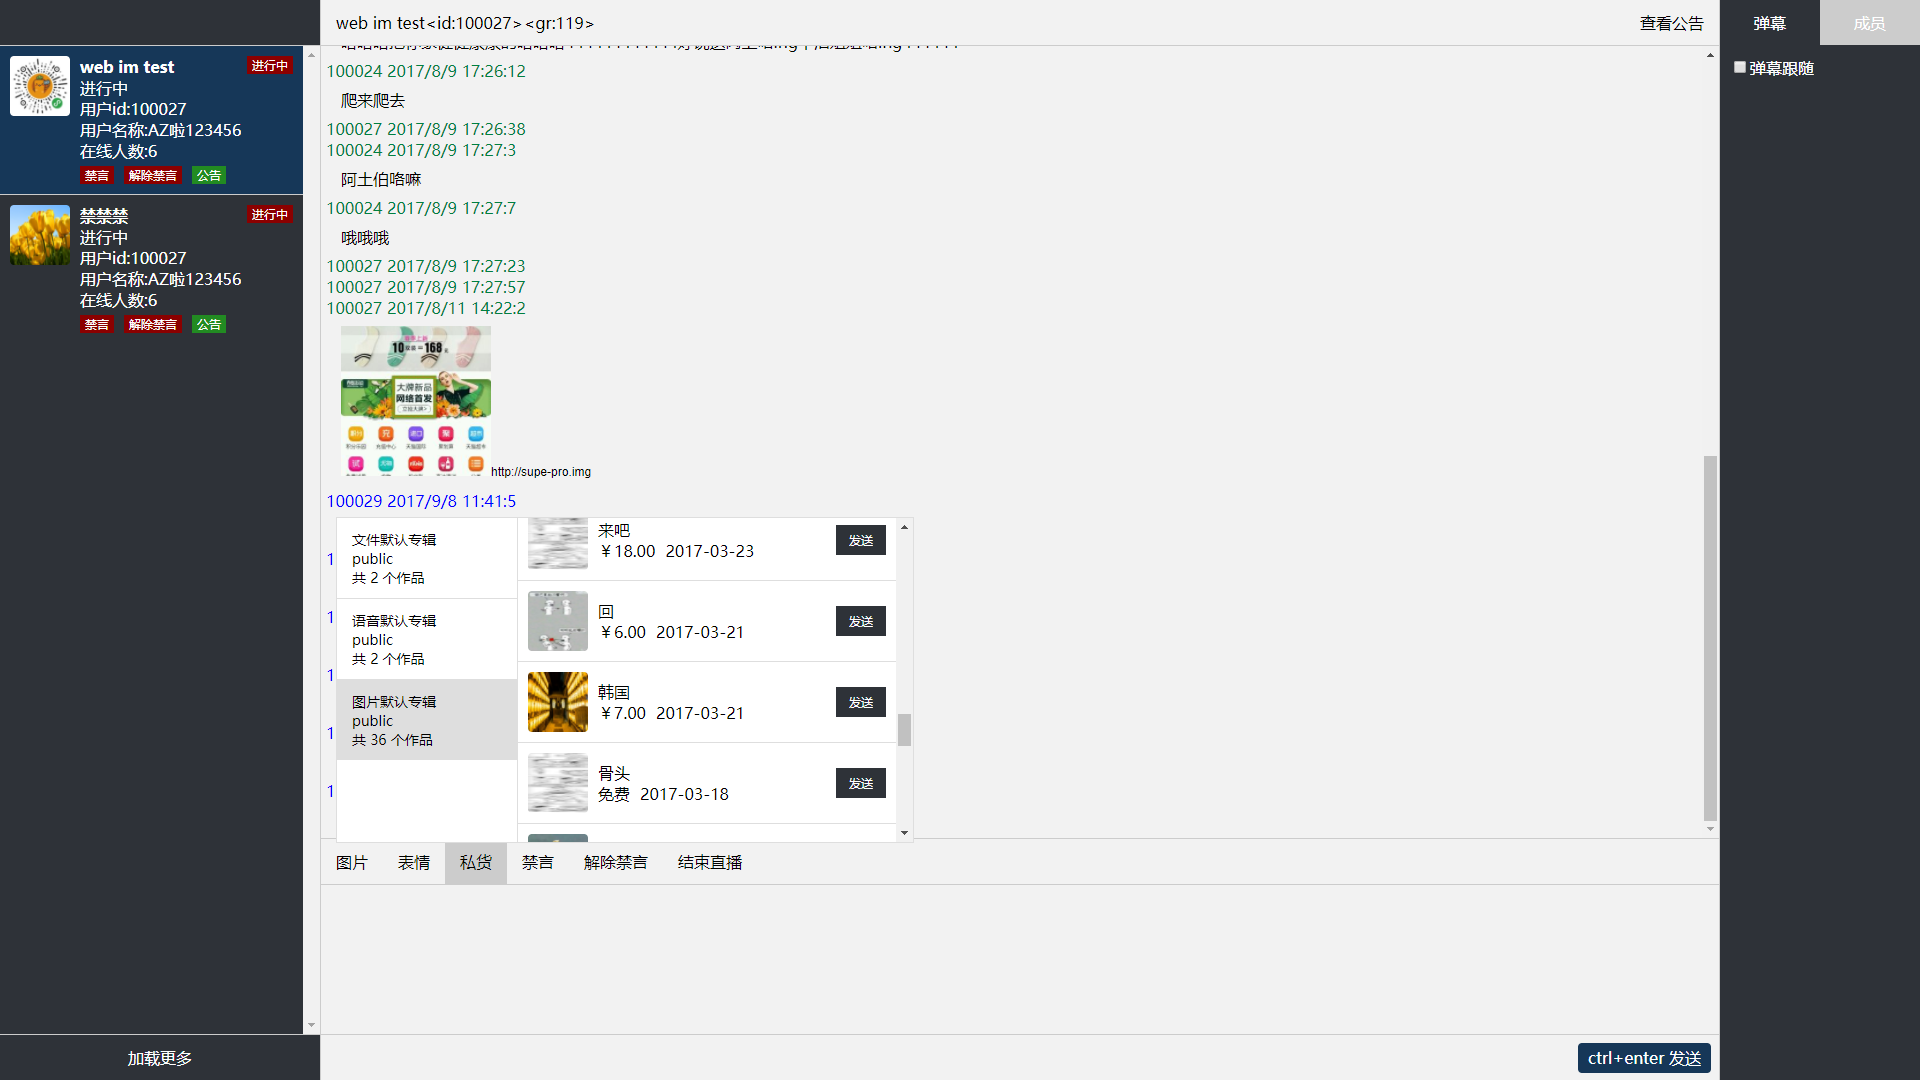 web im test<id:100027><gr:119>
查看公告
弹幕
成员
web im test
进行中
进行中
用户id:100027
用户名称:AZ啦123456
在线人数:6
禁言 解除禁言 公告
禁禁禁
进行中
进行中
用户id:100027
用户名称:AZ啦123456
在线人数:6
禁言 解除禁言 公告
加载更多
100024 2017/8/9 17:26:12
爬来爬去
100027 2017/8/9 17:26:38
100024 2017/8/9 17:27:3
阿土伯咯嘛
100024 2017/8/9 17:27:7
哦哦哦
100027 2017/8/9 17:27:23
100027 2017/8/9 17:27:57
100027 2017/8/11 14:22:2
10 168
大牌新品
网络首发
http://supe-pro.img
100029 2017/9/8 11:41:5
1
1
1
1
1
文件默认专辑
public
共 2 个作品
语音默认专辑
public
共 2 个作品
图片默认专辑
public
共 36 个作品
来吧
￥18.00 2017-03-23
发送
回
￥6.00 2017-03-21
发送
韩国
￥7.00 2017-03-21
发送
骨头
免费 2017-03-18
发送
图片 表情 私货 禁言 解除禁言 结束直播
ctrl+enter 发送
弹幕跟随